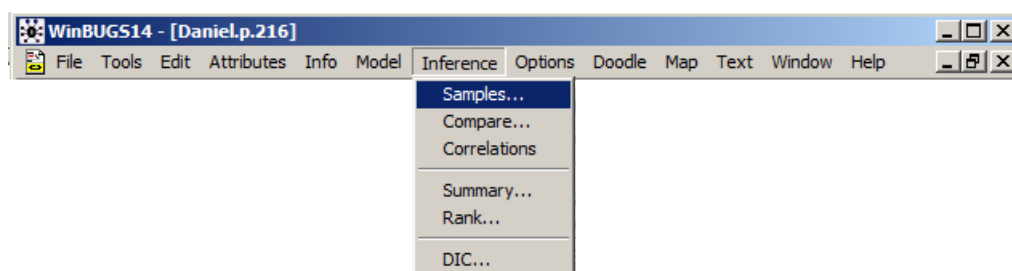 WinBUGS14 - [Daniel.p.216]
File Tools Edit Attributes Info Model Inference Options Doodle Map Text Window Help
Samples...
Compare...
Correlations
Summary...
Rank...
DIC...